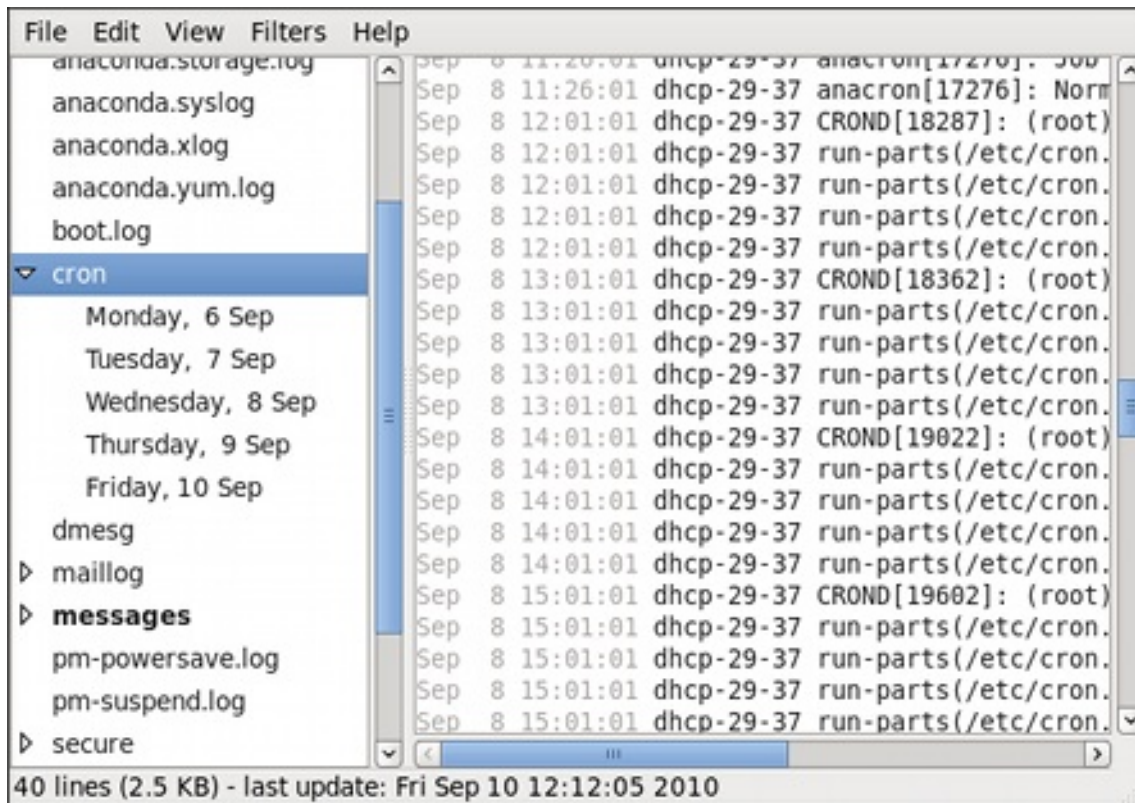 File Edit View Filters Help
anaconda.storage.log
anaconda.syslog
anaconda.xlog
anaconda.yum.log
boot.log
cron
Monday, 6 Sep
Tuesday, 7 Sep
Wednesday, 8 Sep
Thursday, 9 Sep
Friday, 10 Sep
dmesg
maillog
messages
pm-powersave.log
pm-suspend.log
secure
Sep 8 11:26:01 dhcp-29-37 anacron[17276]: Job
Sep 8 11:26:01 dhcp-29-37 anacron[17276]: Norm
Sep 8 12:01:01 dhcp-29-37 CROND[18287]: (root)
Sep 8 12:01:01 dhcp-29-37 run-parts(/etc/cron.
Sep 8 12:01:01 dhcp-29-37 run-parts(/etc/cron.
Sep 8 12:01:01 dhcp-29-37 run-parts(/etc/cron.
Sep 8 12:01:01 dhcp-29-37 run-parts(/etc/cron.
Sep 8 13:01:01 dhcp-29-37 CROND[18362]: (root)
Sep 8 13:01:01 dhcp-29-37 run-parts(/etc/cron.
Sep 8 13:01:01 dhcp-29-37 run-parts(/etc/cron.
Sep 8 13:01:01 dhcp-29-37 run-parts(/etc/cron.
Sep 8 13:01:01 dhcp-29-37 run-parts(/etc/cron.
Sep 8 14:01:01 dhcp-29-37 CROND[19022]: (root)
Sep 8 14:01:01 dhcp-29-37 run-parts(/etc/cron.
Sep 8 14:01:01 dhcp-29-37 run-parts(/etc/cron.
Sep 8 14:01:01 dhcp-29-37 run-parts(/etc/cron.
Sep 8 14:01:01 dhcp-29-37 run-parts(/etc/cron.
Sep 8 15:01:01 dhcp-29-37 CROND[19602]: (root)
Sep 8 15:01:01 dhcp-29-37 run-parts(/etc/cron.
Sep 8 15:01:01 dhcp-29-37 run-parts(/etc/cron.
Sep 8 15:01:01 dhcp-29-37 run-parts(/etc/cron.
Sep 8 15:01:01 dhcp-29-37 run-parts(/etc/cron.
40 lines (2.5 KB) - last update: Fri Sep 10 12:12:05 2010